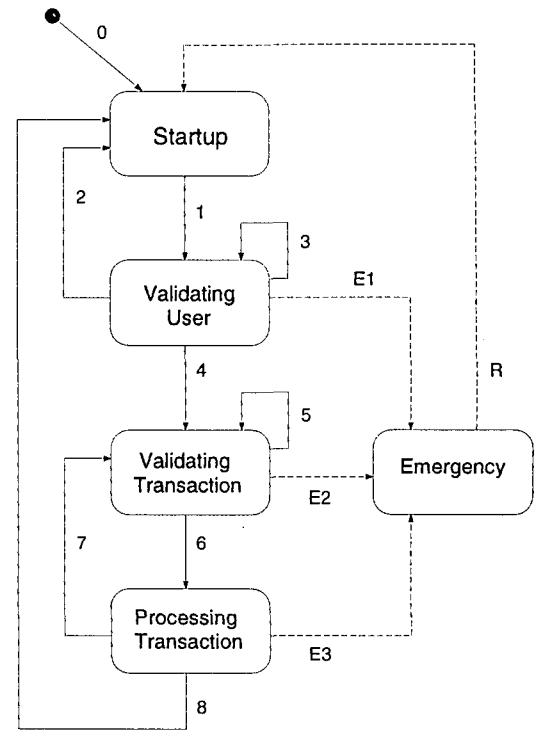 0
Startup
2
1
3
Validating
User
E1
4
R
5
Validating
Transaction
Emergency
E2
7
6
Processing
Transaction
E3
8